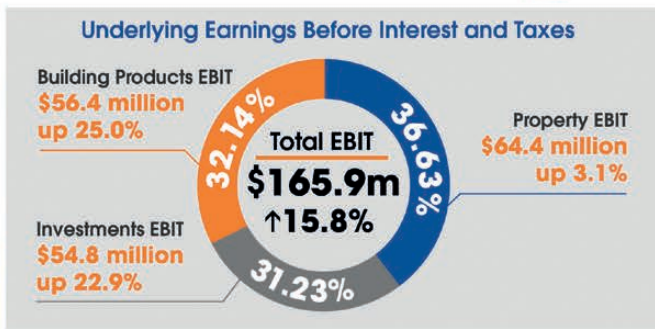 Underlying Earnings Before Interest and Taxes
Building Products EBIT
$56.4 million
up 25.0%
32.14%
36.63%
Total EBIT
$165.9m
↑15.8%
Property EBIT
$64.4 million
up 3.1%
Investments EBIT
$54.8 million
up 22.9%
31.23%